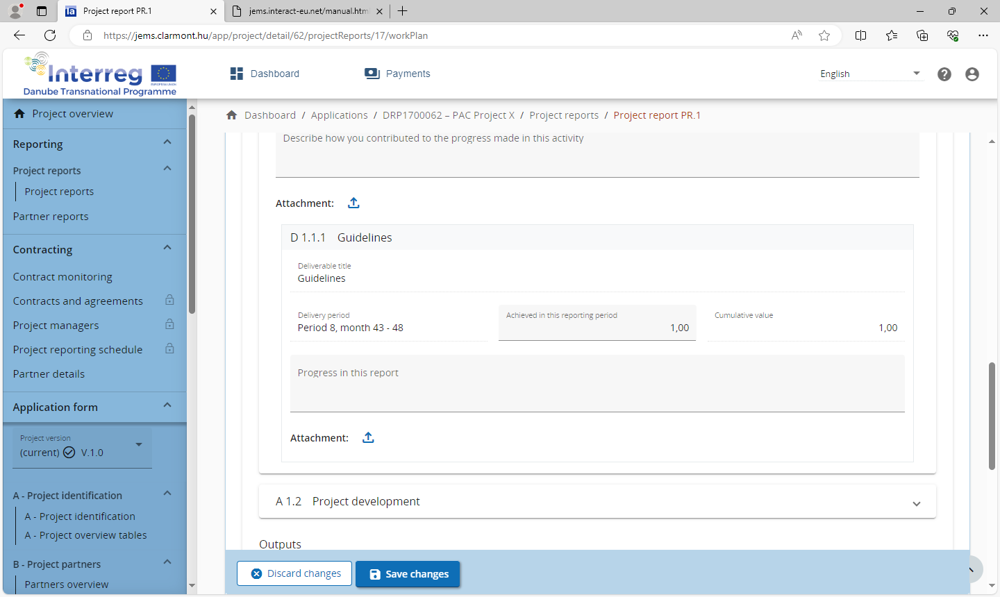 Project report PR.1
jems.interact-eu.net/manual.htm
https://jems.clarmont.hu/app/project/detail/62/projectReports/17/workPlan
Interreg
EUROPEAN UNION
Danube Transnational Programme
Dashboard
Payments
English
Project overview
Reporting
Project reports
Project reports
Partner reports
Contracting
Contract monitoring
Contracts and agreements
Project managers
Project reporting schedule
Partner details
Application form
Project version
(current) V.1.0
A - Project identification
A - Project identification
A - Project overview tables
B - Project partners
Partners overview
Dashboard / Applications / DRP1700062 – PAC Project X / Project reports / Project report PR.1
Describe how you contributed to the progress made in this activity
Attachment:
D 1.1.1 Guidelines
Deliverable title
Guidelines
Delivery period
Period 8, month 43 - 48
Achieved in this reporting period
1,00
Cumulative value
1,00
Progress in this report
Attachment:
A 1.2 Project development
Outputs
Discard changes
Save changes